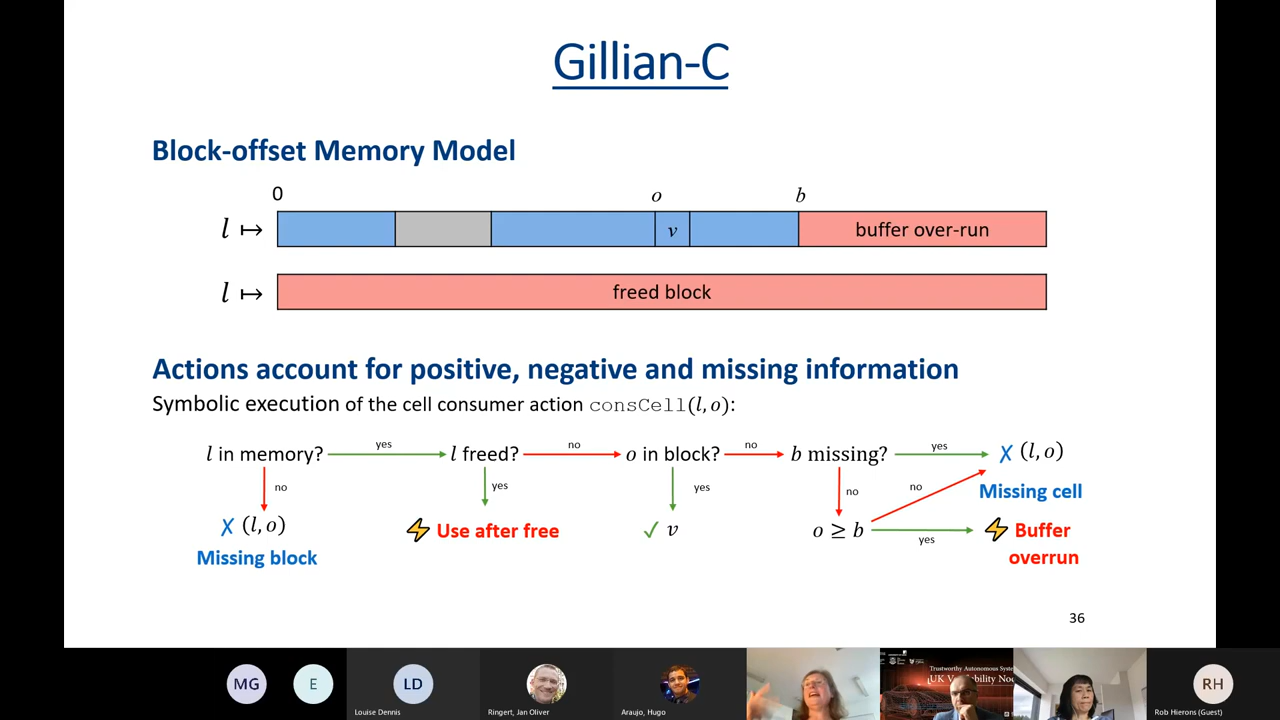 Gillian-C
Block-offset Memory Model
0 o b
l ↦ v buffer over-run
l ↦ freed block
Actions account for positive, negative and missing information
Symbolic execution of the cell consumer action consCell(l, o):
l in memory? yes l freed? no o in block? no b missing? yes ✗ (l, o)
no yes yes no no Missing cell
✗ (l, o) ⚡ Use after free ✓ v o ≥ b yes ⚡ Buffer
Missing block overrun
36
MG E LD RH
Trustworthy Autonomous
Louise Dennis Ringert, Jan Oliver Araujo, Hugo Rob Hierons (Guest)